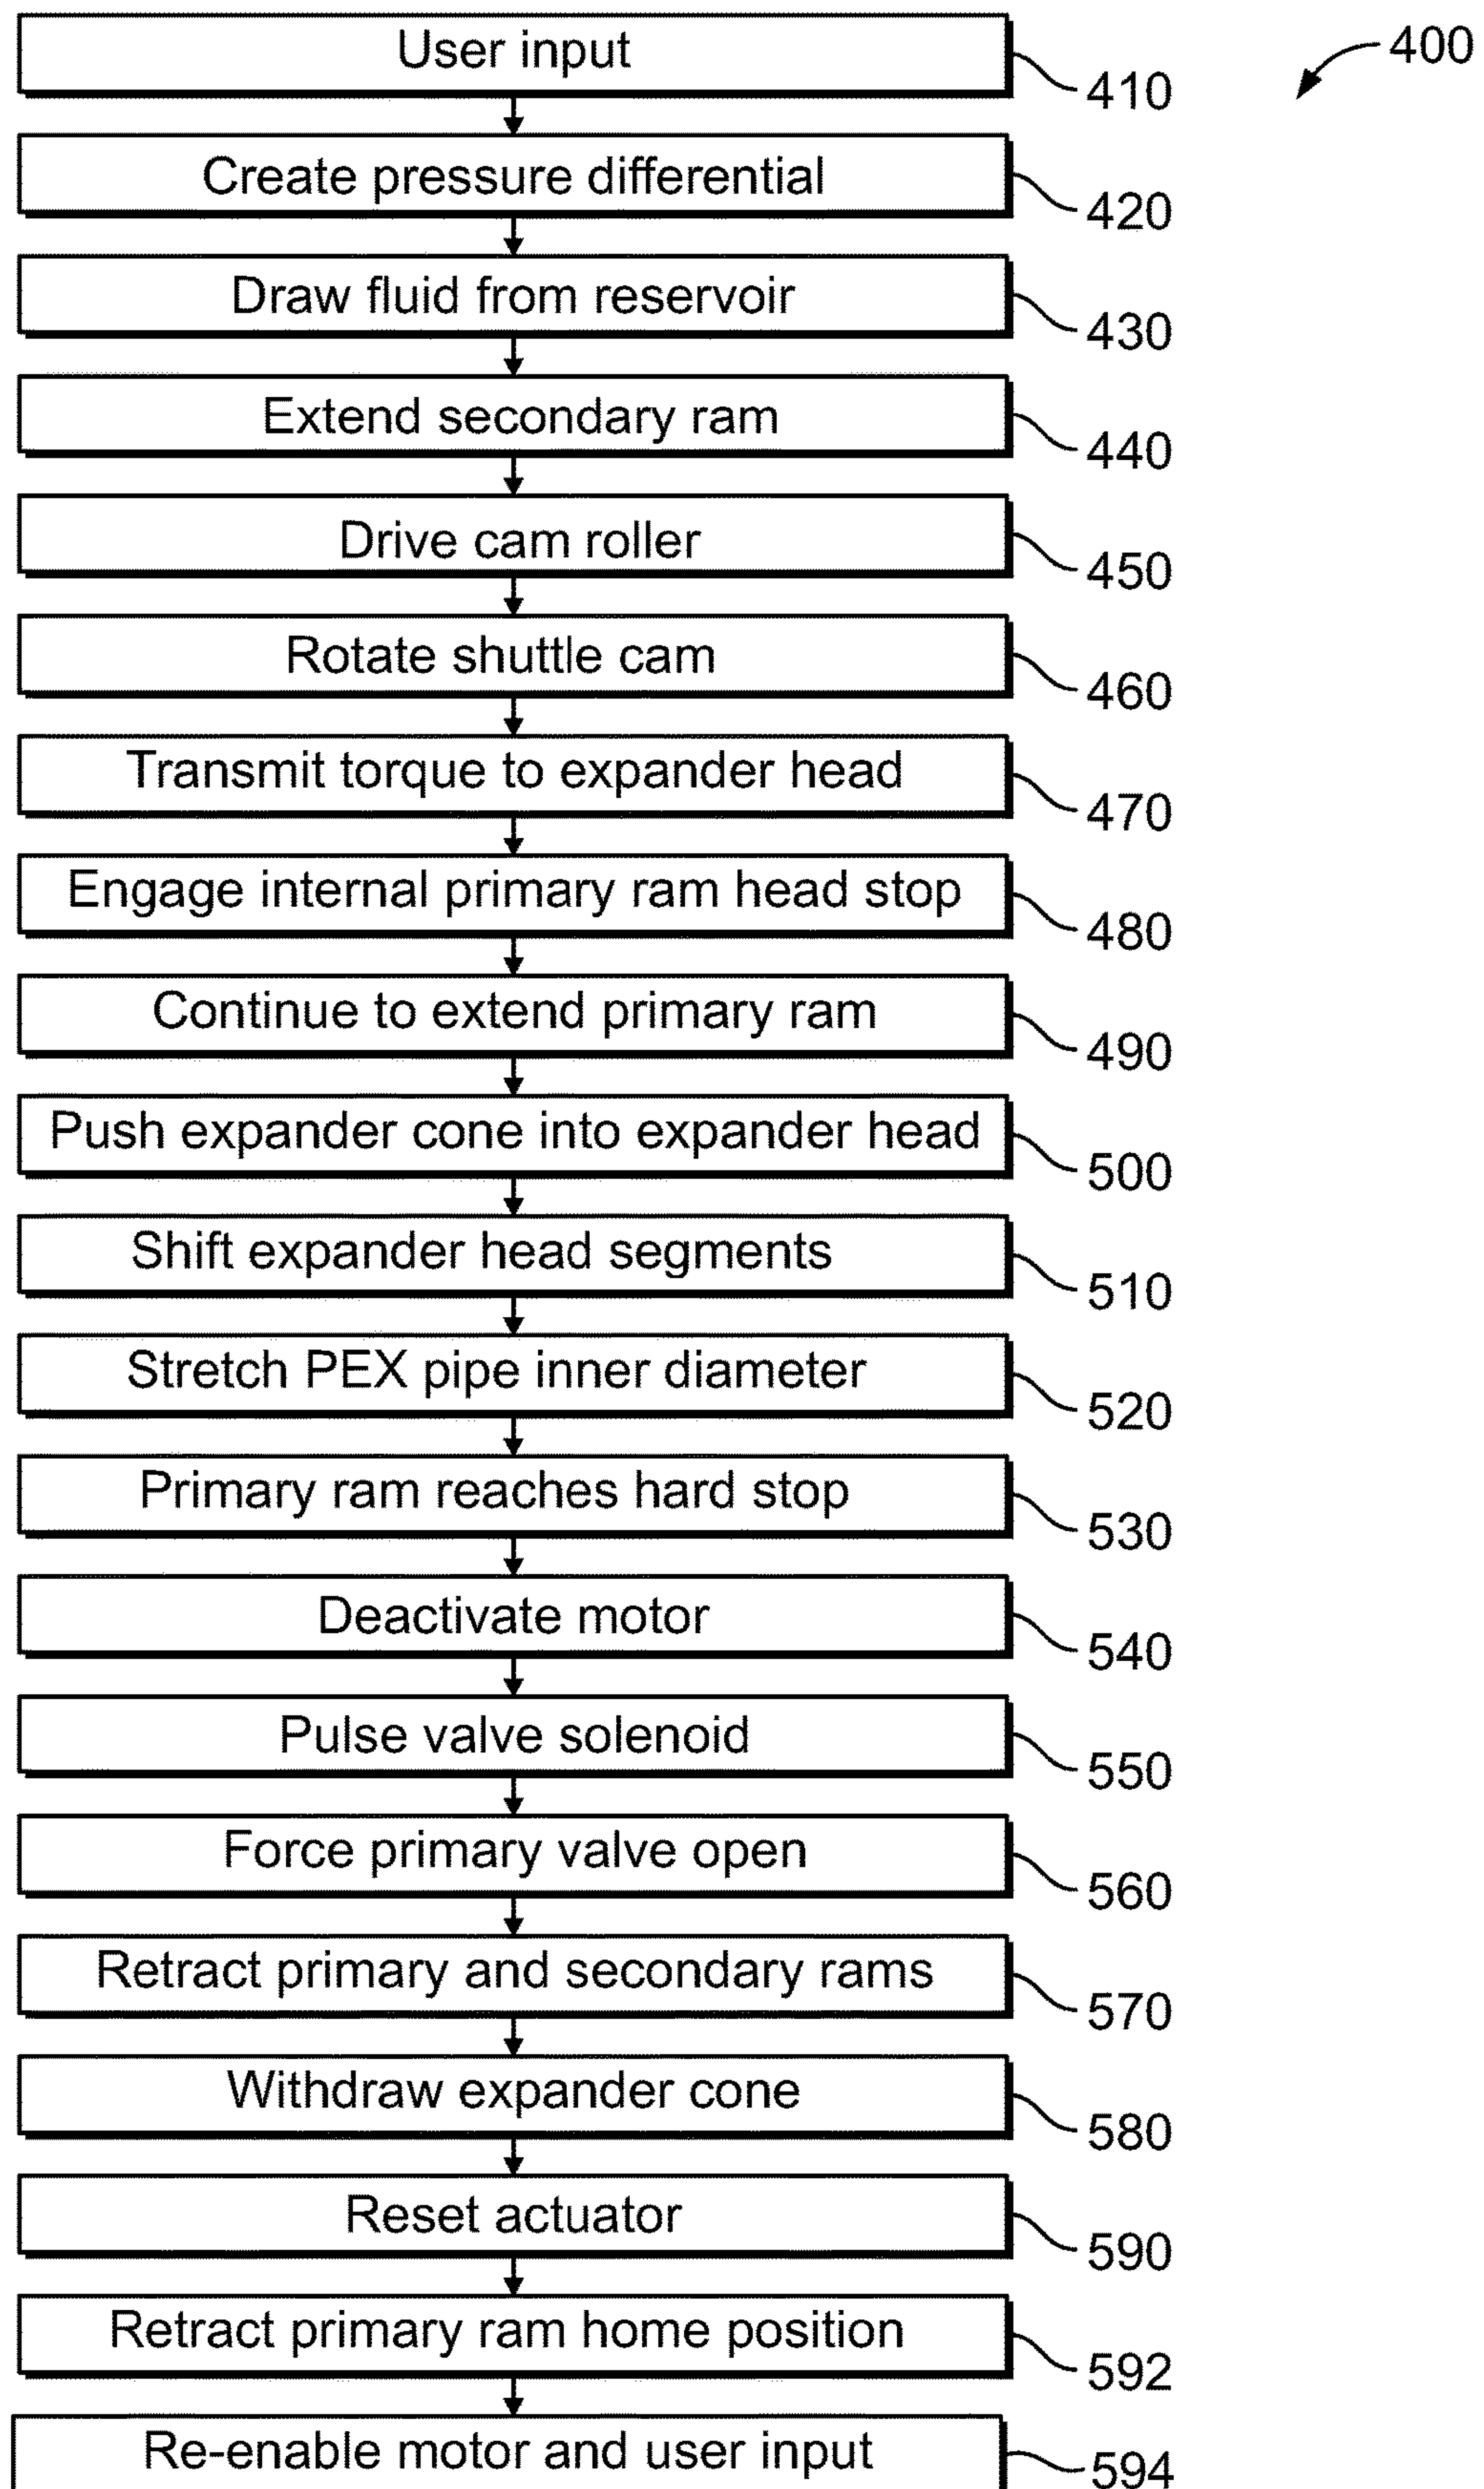 400
User input
410
Create pressure differential
420
Draw fluid from reservoir
430
Extend secondary ram
440
Drive cam roller
450
Rotate shuttle cam
460
Transmit torque to expander head
470
Engage internal primary ram head stop
480
Continue to extend primary ram
490
Push expander cone into expander head
500
Shift expander head segments
510
Stretch PEX pipe inner diameter
520
Primary ram reaches hard stop
530
Deactivate motor
540
Pulse valve solenoid
550
Force primary valve open
560
Retract primary and secondary rams
570
Withdraw expander cone
580
Reset actuator
590
Retract primary ram home position
592
Re-enable motor and user input
594